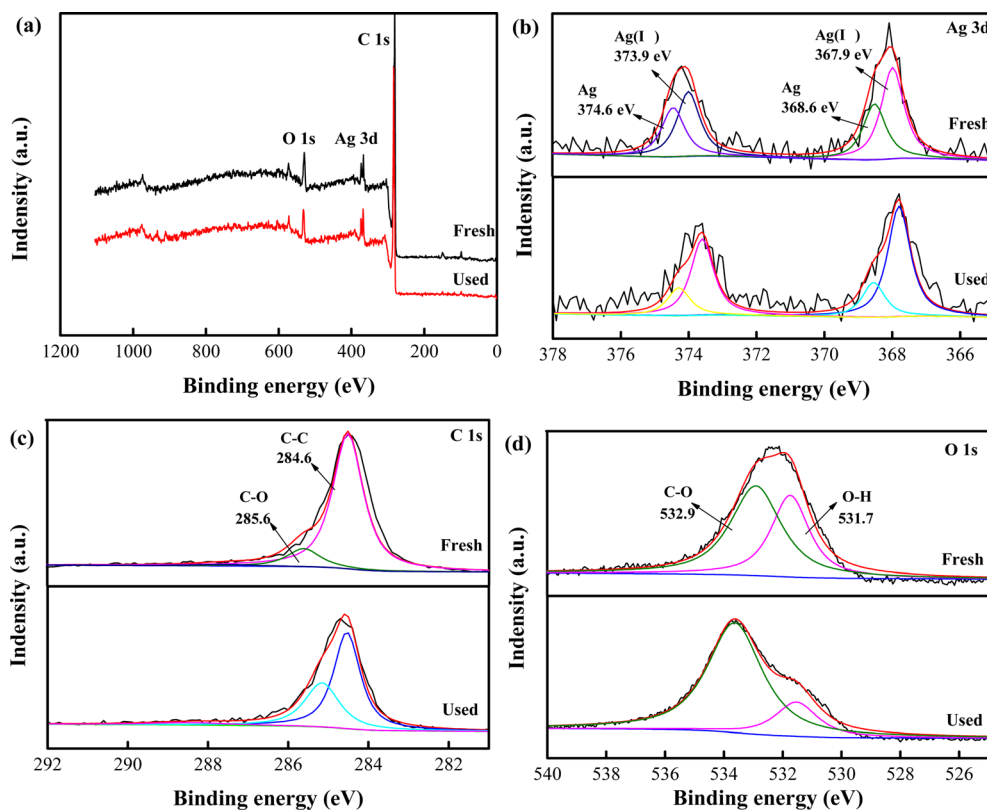 (a)
C 1s
O 1s
Ag 3d
Fresh
Used
Indensity (a.u.)
1200
1000
800
600
400
200
0
Binding energy (eV)
(b)
Ag 3d
Ag(I )
373.9 eV
Ag
374.6 eV
Ag(I )
367.9 eV
Ag
368.6 eV
Fresh
Used
Indensity (a.u.)
378
376
374
372
370
368
366
Binding energy (eV)
(c)
C 1s
C-C
284.6
C-O
285.6
Fresh
Used
Indensity (a.u.)
292
290
288
286
284
282
Binding energy (eV)
(d)
O 1s
C-O
532.9
O-H
531.7
Fresh
Used
Indensity (a.u.)
540
538
536
534
532
530
528
526
Binding energy (eV)